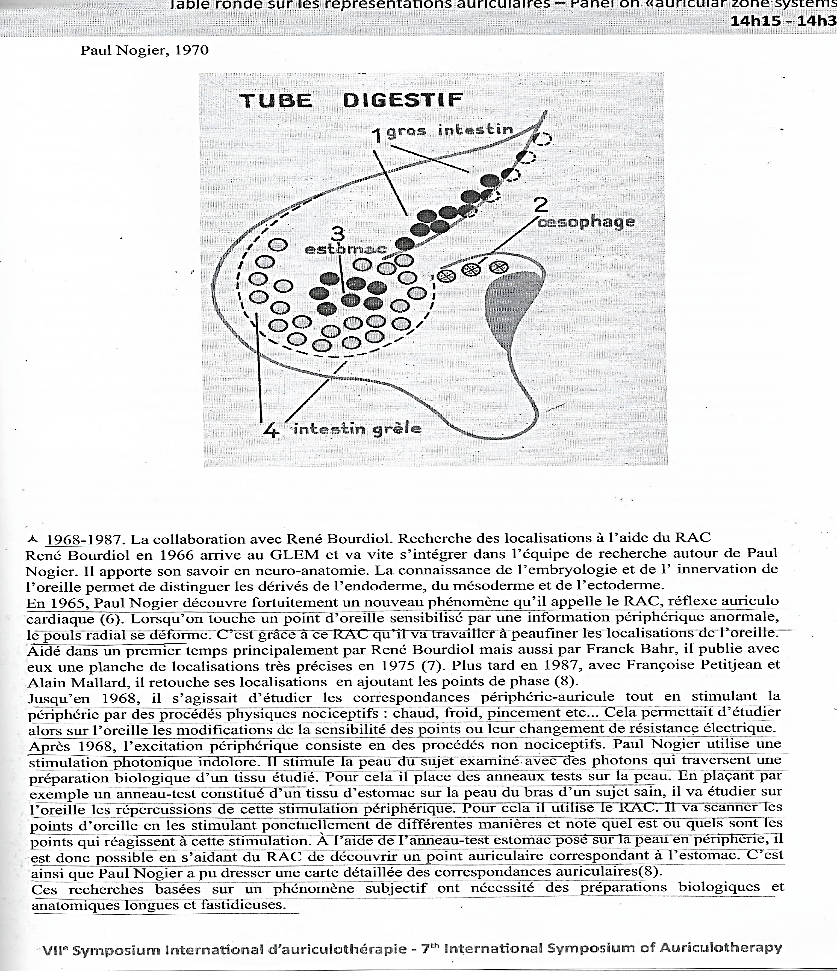 Table ronde sur les représentations auriculaires – Panel on «auricular zone systems
14h15 - 14h3
Paul Nogier, 1970
TUBE DIGESTIF
1 gros intestin
2
œsophage
3
estomac
4 intestin grêle
1968-1987. La collaboration avec René Bourdiol. Recherche des localisations à l'aide du RAC
René Bourdiol en 1966 arrive au GLEM et va vite s'intégrer dans l'équipe de recherche autour de Paul
Nogier. Il apporte son savoir en neuro-anatomie. La connaissance de l'embryologie et de l' innervation de
l'oreille permet de distinguer les dérivés de l'endoderme, du mésoderme et de l'ectoderme.
En 1965, Paul Nogier découvre fortuitement un nouveau phénomène qu'il appelle le RAC, réflexe auriculo
cardiaque (6). Lorsqu'on touche un point d'oreille sensibilisé par une information périphérique anormale,
le pouls radial se déforme. C'est grâce à ce RAC qu'il va travailler à peaufiner les localisations de l'oreille.
Aidé dans un premier temps principalement par René Bourdiol mais aussi par Franck Bahr, il publie avec
eux une planche de localisations très précises en 1975 (7). Plus tard en 1987, avec Françoise Petitjean et
Alain Mallard, il retouche ses localisations en ajoutant les points de phase (8).
Jusqu'en 1968, il s'agissait d'étudier les correspondances périphérie-auricule tout en stimulant la
périphérie par des procédés physiques nociceptifs : chaud, froid, pincement etc... Cela permettait d'étudier
alors sur l'oreille les modifications de la sensibilité des points ou leur changement de résistance électrique.
Après 1968, l'excitation périphérique consiste en des procédés non nociceptifs. Paul Nogier utilise une
stimulation photonique indolore. Il stimule la peau du sujet examiné avec des photons qui traversent une
préparation biologique d'un tissu étudié. Pour cela il place des anneaux tests sur la peau. En plaçant par
exemple un anneau-test constitué d'un tissu d'estomac sur la peau du bras d'un sujet sain, il va étudier sur
l'oreille les répercussions de cette stimulation périphérique. Pour cela il utilise le RAC. Il va scanner les
points d'oreille en les stimulant ponctuellement de différentes manières et note quel est ou quels sont les
points qui réagissent à cette stimulation. À l'aide de l'anneau-test estomac posé sur la peau en périphérie, il
est donc possible en s'aidant du RAC de découvrir un point auriculaire correspondant à l'estomac. C'est
ainsi que Paul Nogier a pu dresser une carte détaillée des correspondances auriculaires(8).
Ces recherches basées sur un phénomène subjectif ont nécessité des préparations biologiques et
anatomiques longues et fastidieuses.
VIIe Symposium International d'auriculothérapie - 7th International Symposium of Auriculotherapy